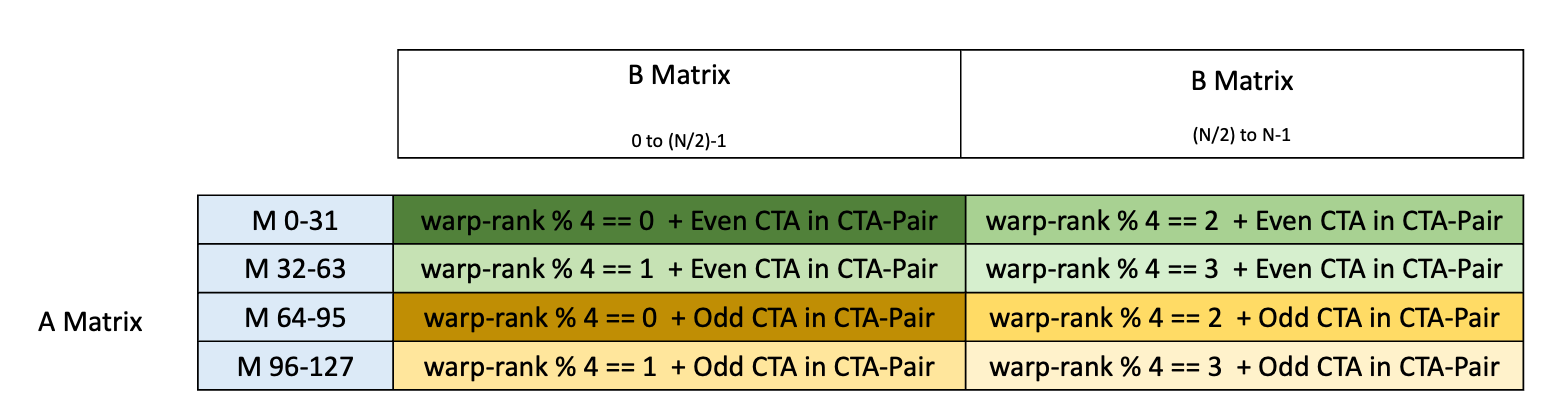 B Matrix
B Matrix
0 to (N/2)-1
(N/2) to N-1
M 0-31
warp-rank % 4 == 0 + Even CTA in CTA-Pair
warp-rank % 4 == 2 + Even CTA in CTA-Pair
M 32-63
warp-rank % 4 == 1 + Even CTA in CTA-Pair
warp-rank % 4 == 3 + Even CTA in CTA-Pair
A Matrix
M 64-95
warp-rank % 4 == 0 + Odd CTA in CTA-Pair
warp-rank % 4 == 2 + Odd CTA in CTA-Pair
M 96-127
warp-rank % 4 == 1 + Odd CTA in CTA-Pair
warp-rank % 4 == 3 + Odd CTA in CTA-Pair